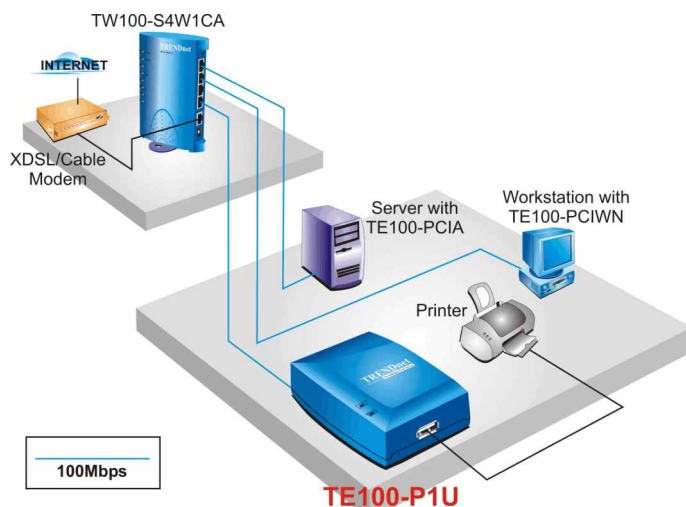 TW100-S4W1CA
TRENDnet
INTERNET
XDSL/Cable
Modem
Server with
TE100-PCIA
Workstation with
TE100-PCIWN
Printer
TRENDnet
100Mbps
TE100-P1U